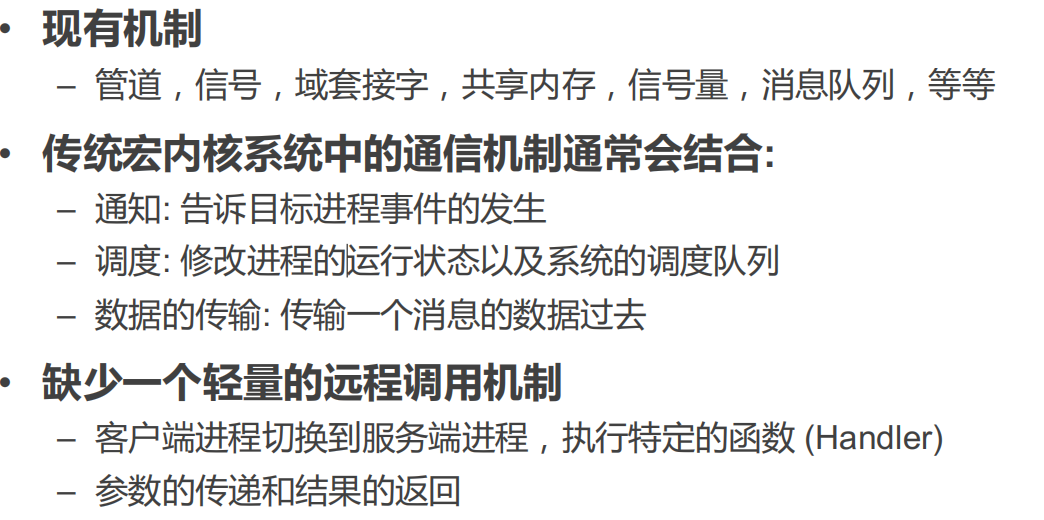 • 现有机制
– 管道，信号，域套接字，共享内存，信号量，消息队列，等等
• 传统宏内核系统中的通信机制通常会结合:
– 通知: 告诉目标进程事件的发生
– 调度: 修改进程的运行状态以及系统的调度队列
– 数据的传输: 传输一个消息的数据过去
• 缺少一个轻量的远程调用机制
– 客户端进程切换到服务端进程，执行特定的函数 (Handler)
– 参数的传递和结果的返回